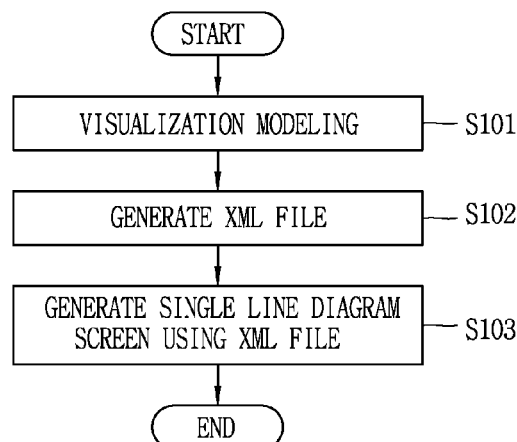 START
VISUALIZATION MODELING
S101
GENERATE XML FILE
S102
GENERATE SINGLE LINE DIAGRAM
SCREEN USING XML FILE
S103
END